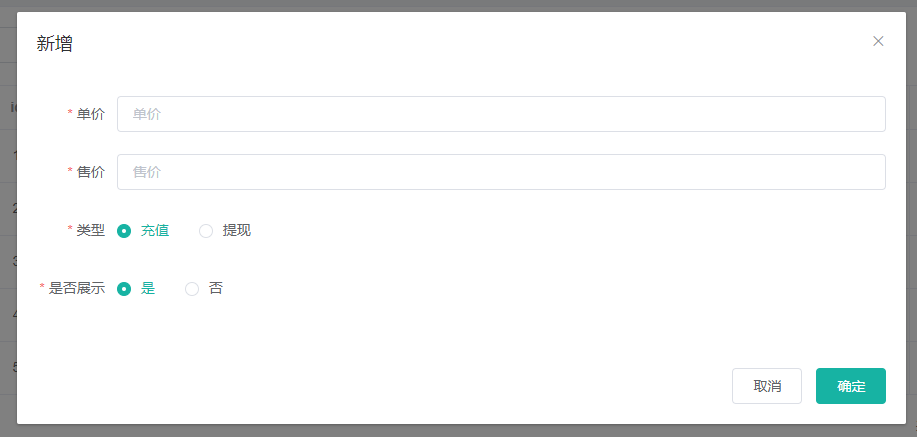 新增
* 单价 单价
* 售价 售价
* 类型 充值 提现
* 是否展示 是 否
取消 确定